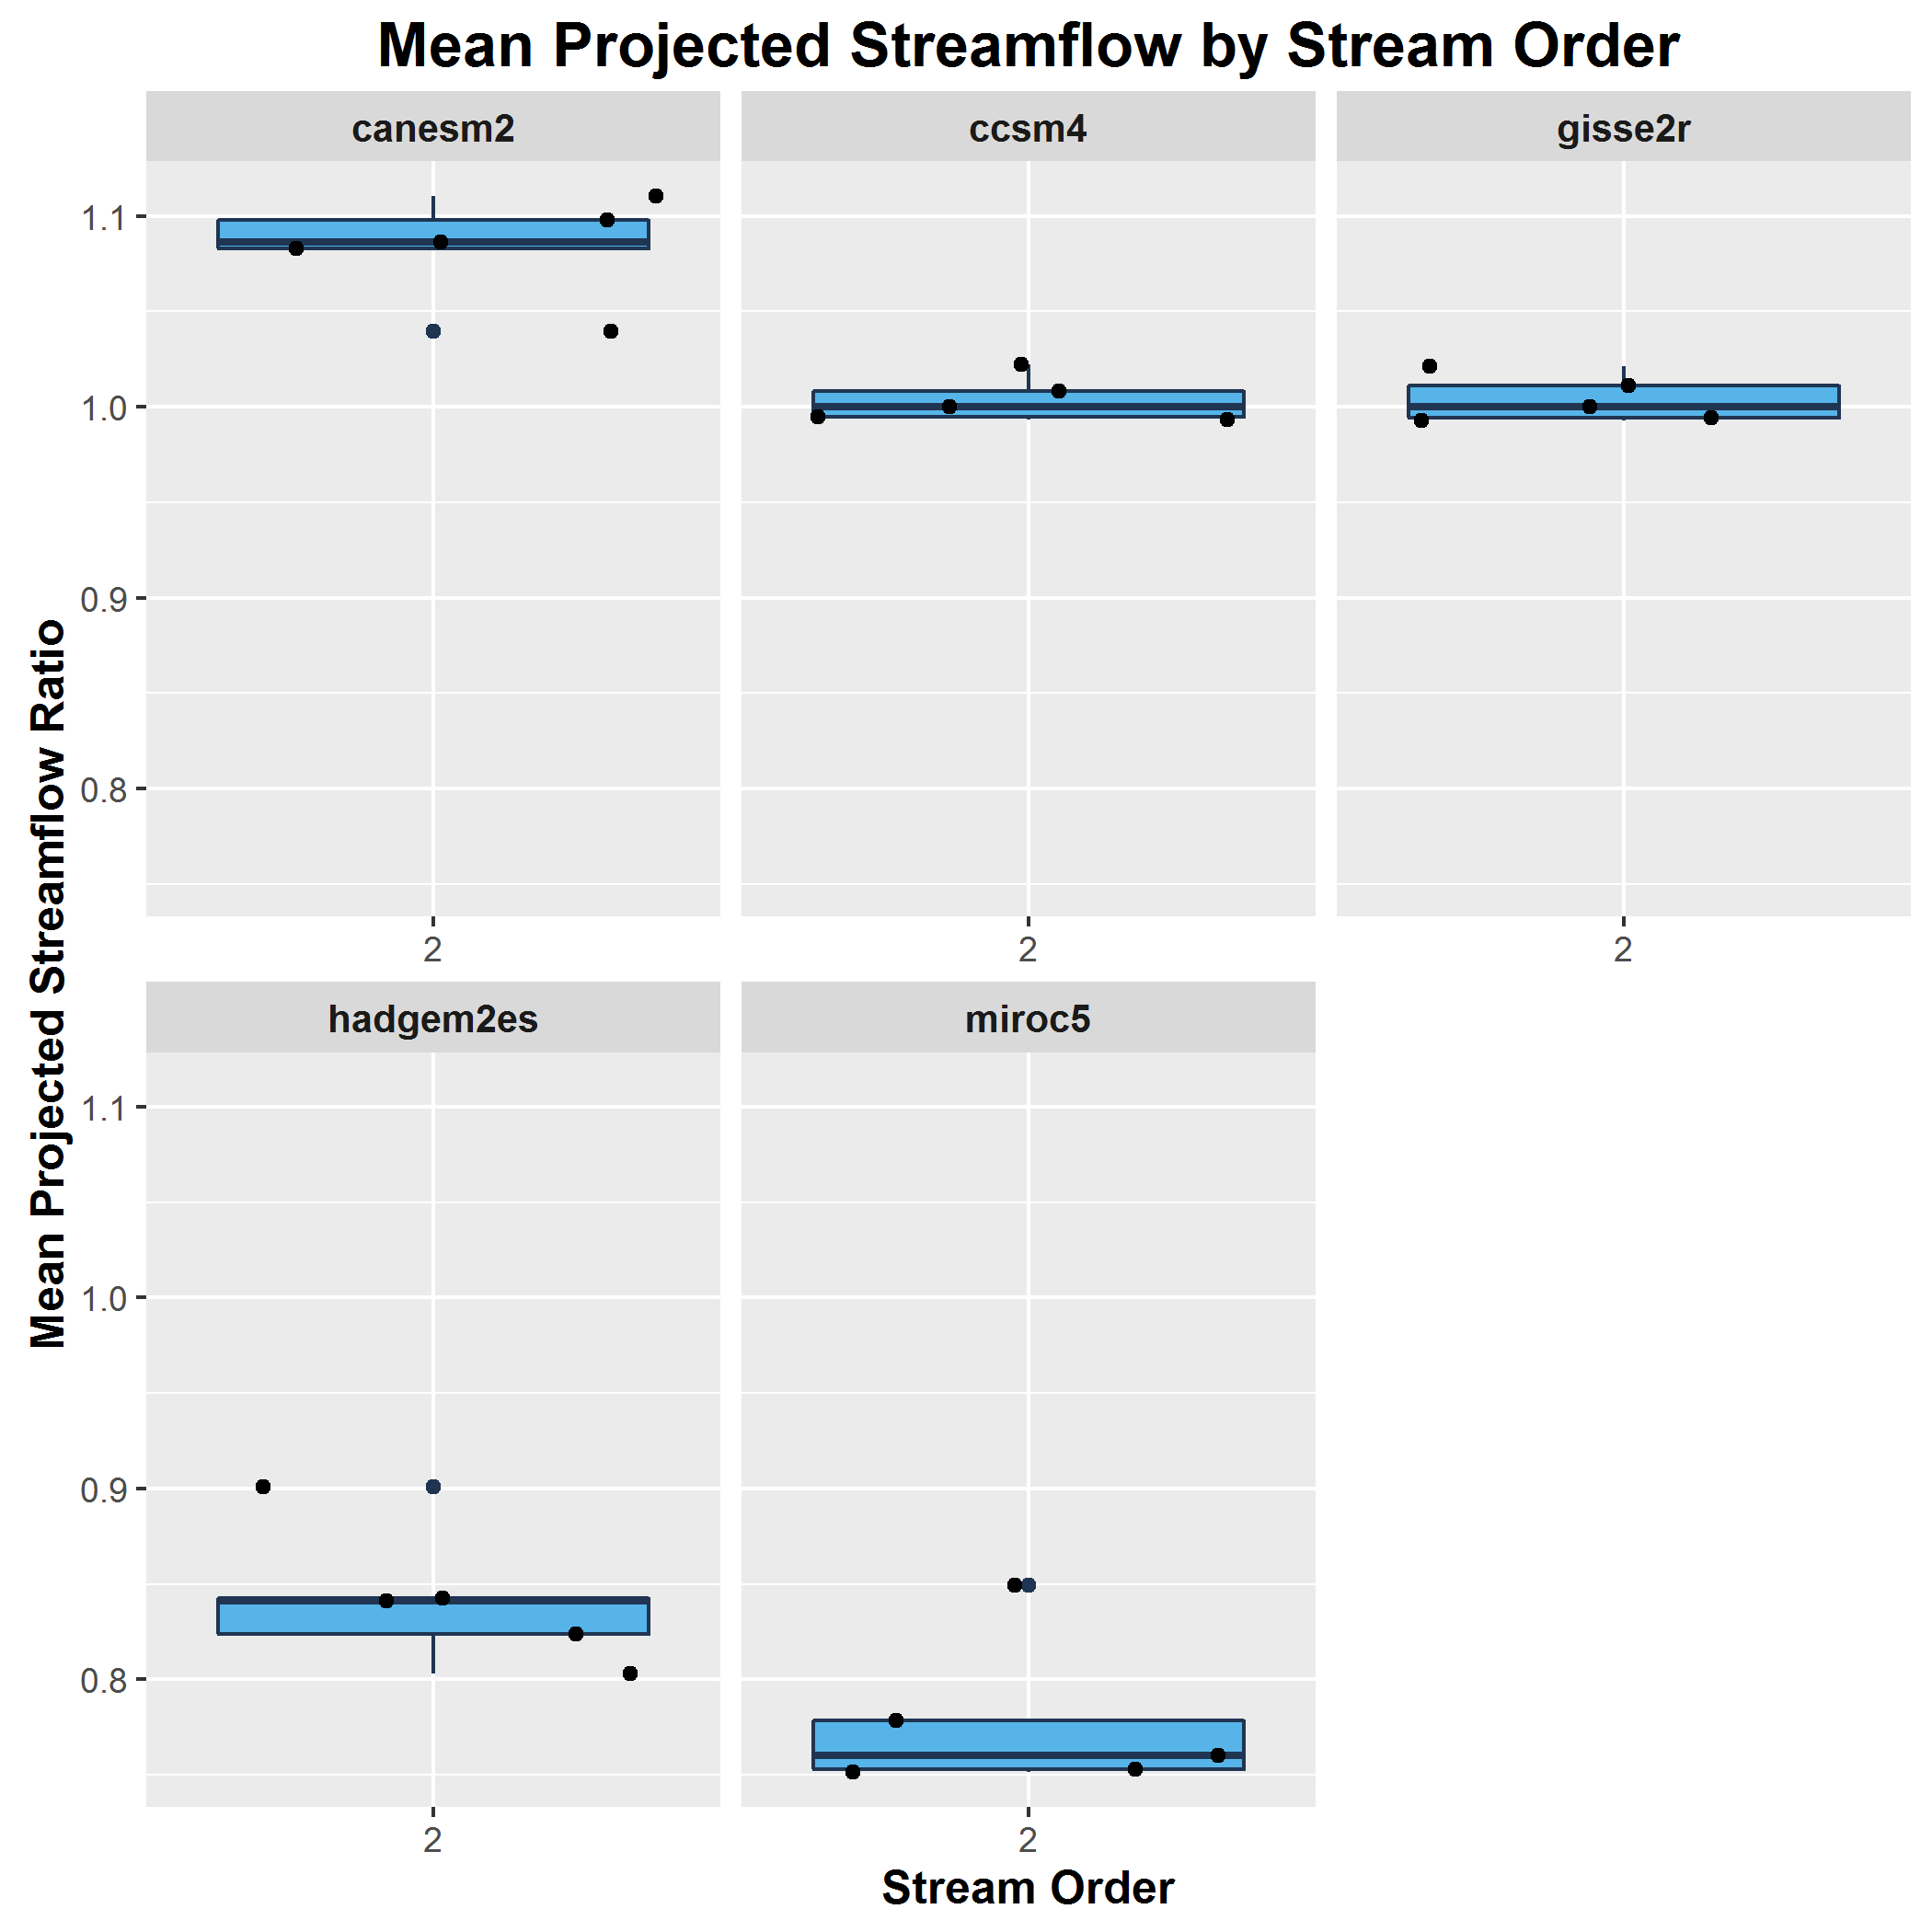 Mean Projected Streamflow by Stream Order
canesm2
ccsm4
gisse2r
1.1
1.0
0.9
0.8
2
2
2
Mean Projected Streamflow Ratio
hadgem2es
miroc5
1.1
1.0
0.9
0.8
2
2
Stream Order